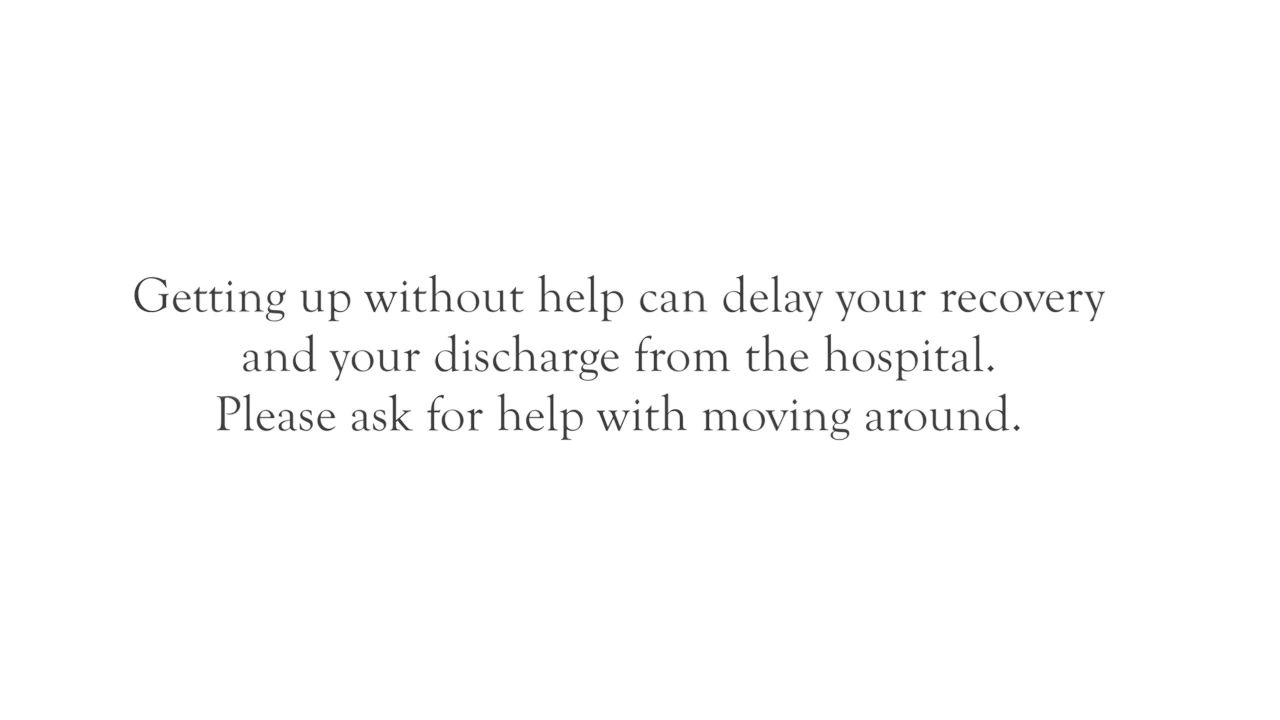 Getting up without help can delay your recovery
and your discharge from the hospital.
Please ask for help with moving around.